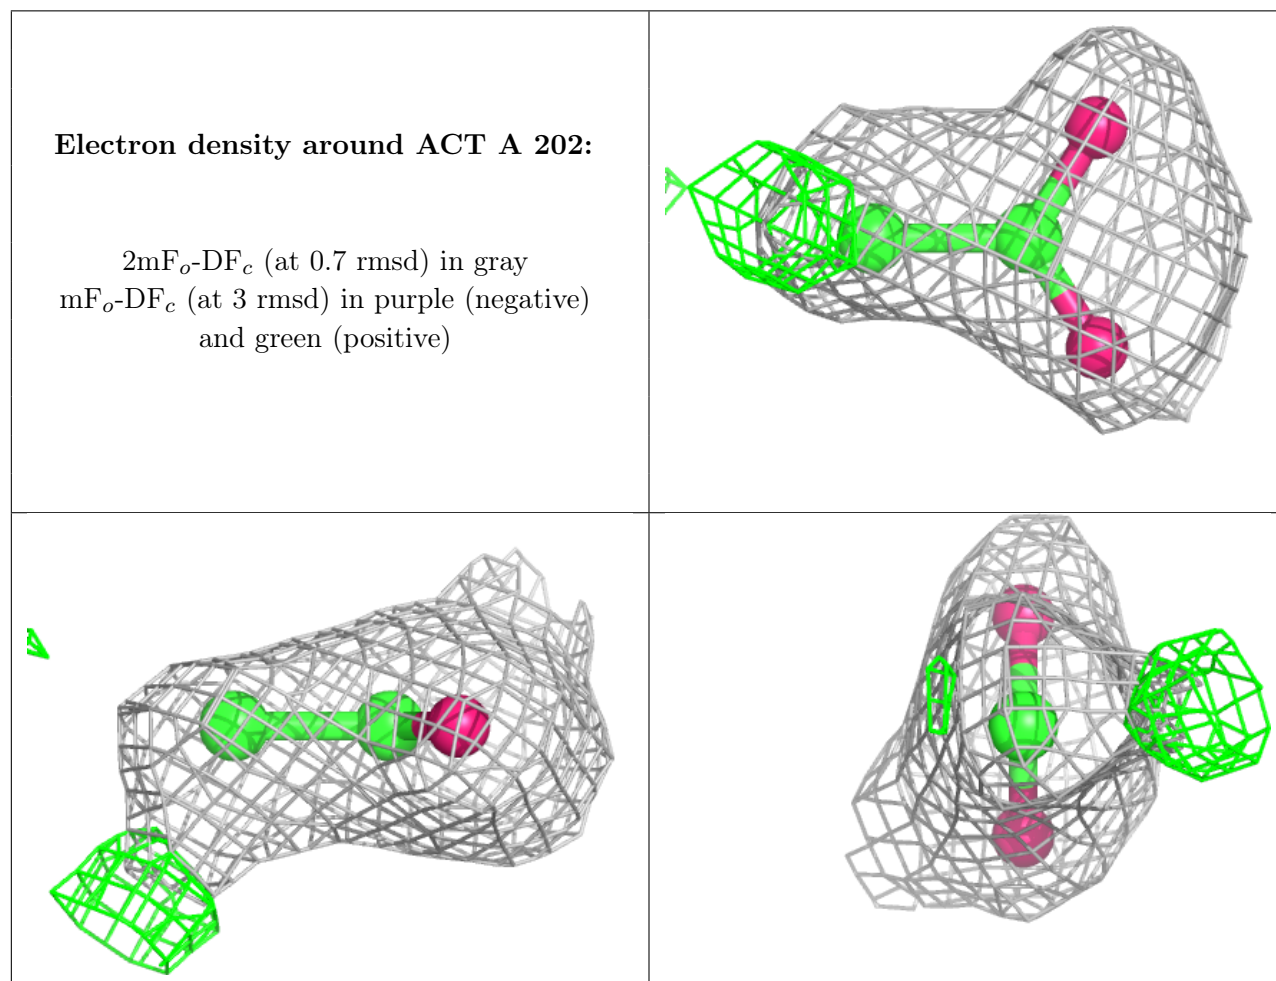 Electron density around ACT A 202:
2mFo-DFc (at 0.7 rmsd) in gray
mFo-DFc (at 3 rmsd) in purple (negative)
and green (positive)